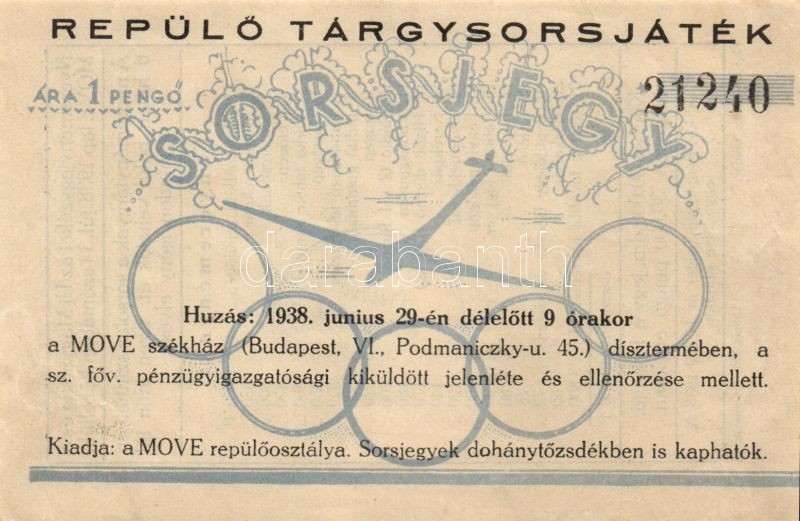 REPÜLŐ TÁRGYSORSJÁTÉK
SORSJEGY
ÁRA 1 PENGŐ
21240
darabanth
Huzás: 1938. junius 29-én délelőtt 9 órakor
a MOVE székház (Budapest, VI., Podmaniczky-u. 45.) dísztermében, a
sz. főv. pénzügyigazgatósági kiküldött jelenléte és ellenőrzése mellett.
Kiadja: a MOVE repülőosztálya. Sorsjegyek dohánytőzsdékben is kaphatók.